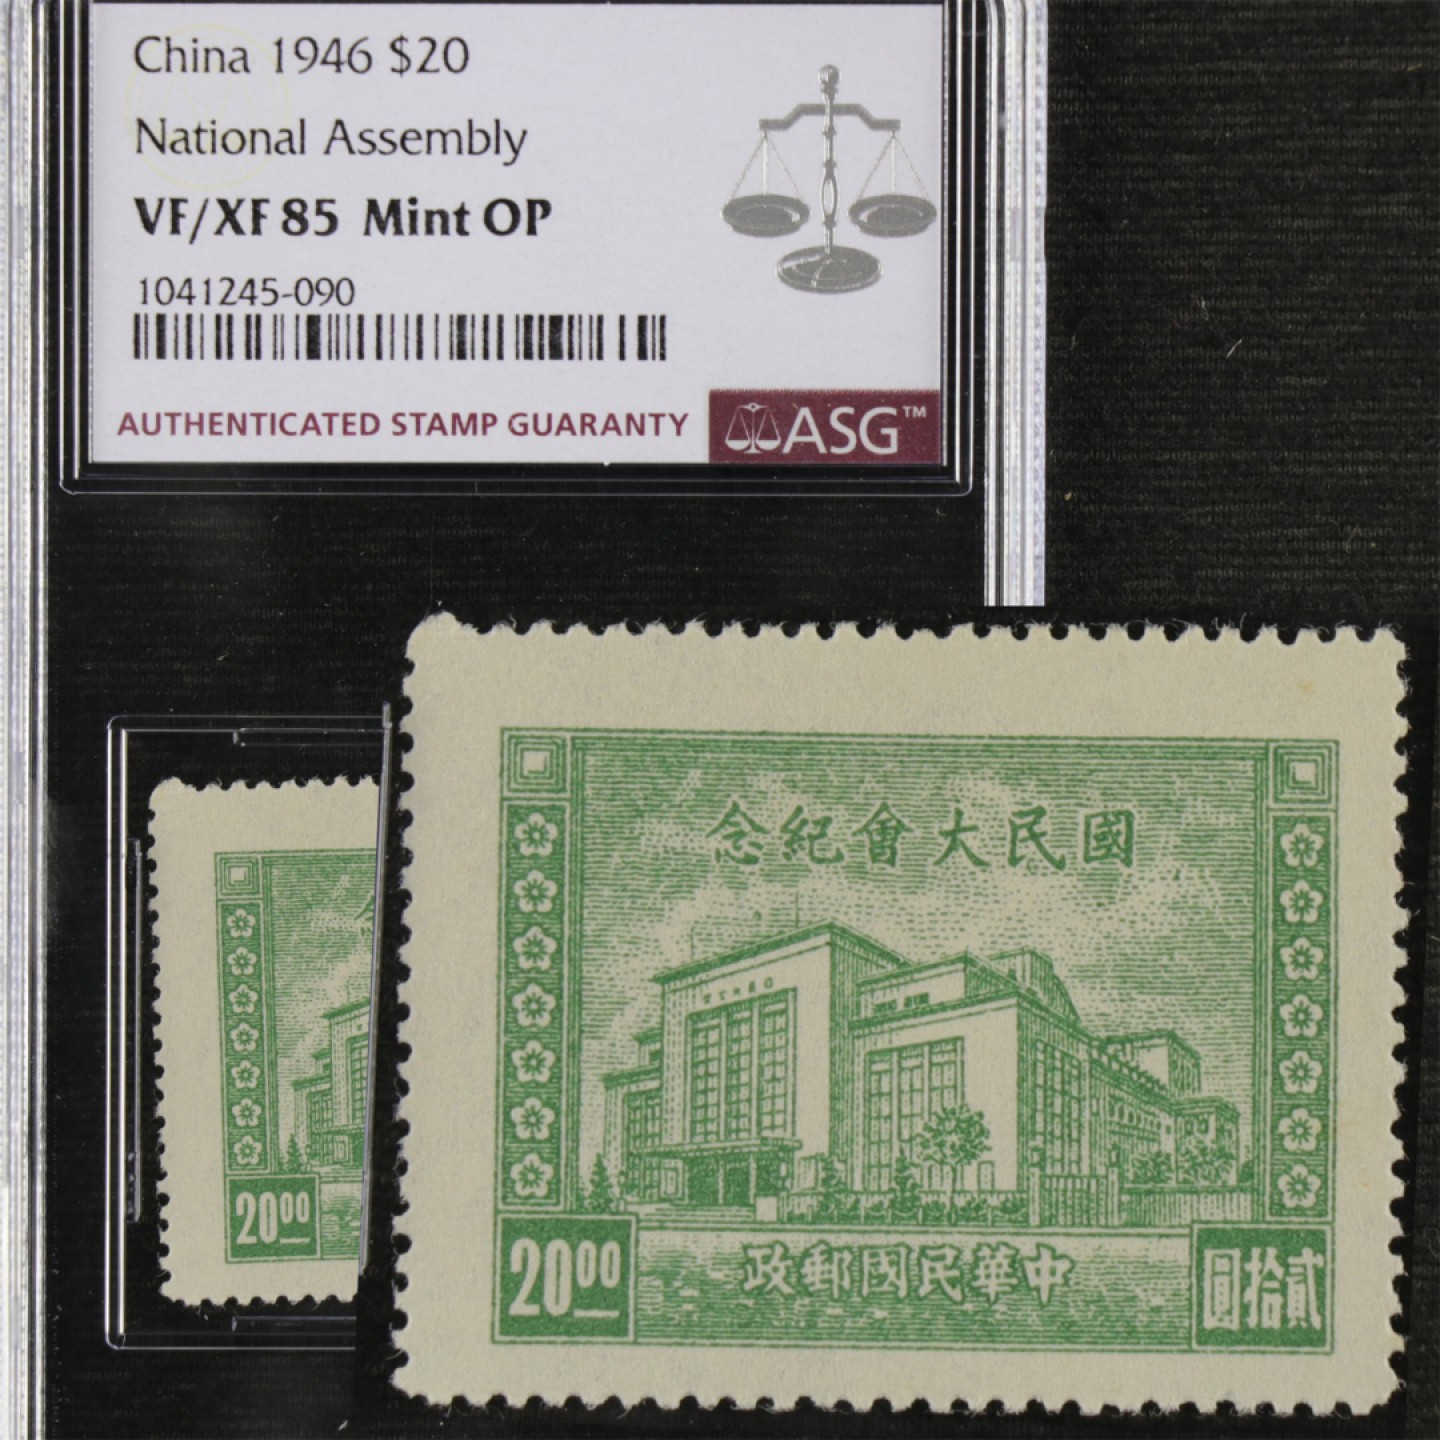 China 1946 $20
National Assembly
VF/XF 85 Mint OP
1041245-090
AUTHENTICATED STAMP GUARANTY
ASG™
國民大會紀念
20.00
中華民國郵政
貳拾圓
20.00